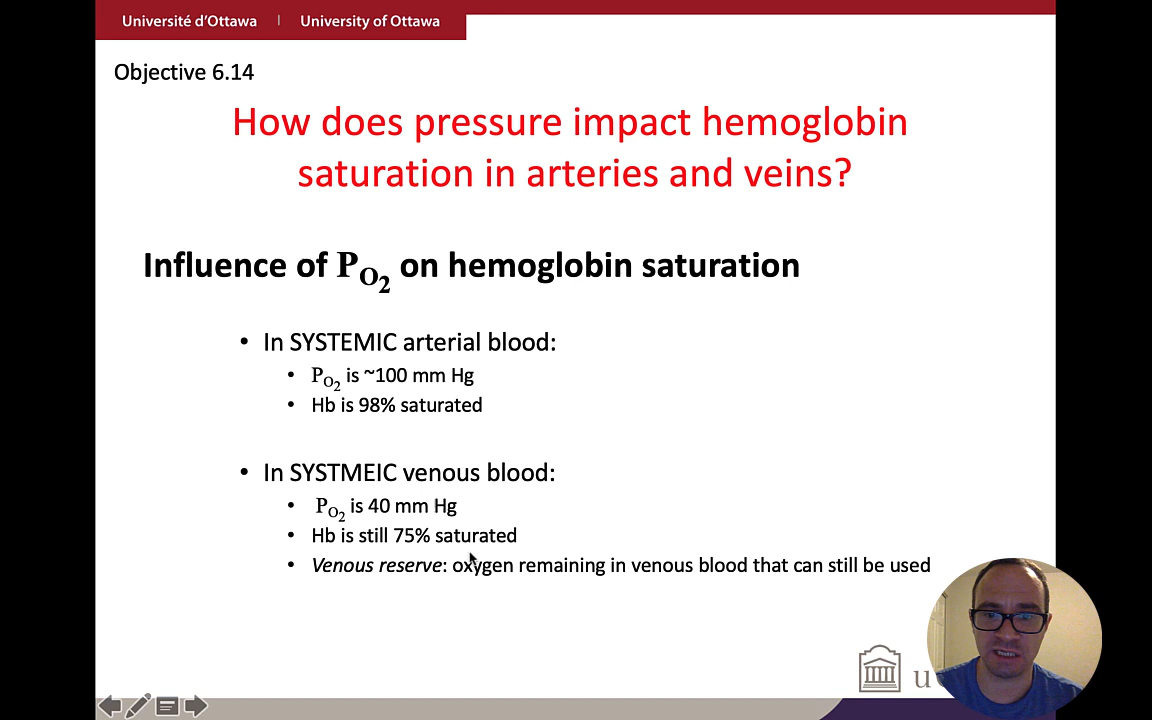 Université d'Ottawa | University of Ottawa
Objective 6.14
How does pressure impact hemoglobin
saturation in arteries and veins?
Influence of PO2 on hemoglobin saturation
• In SYSTEMIC arterial blood:
• PO2 is ~100 mm Hg
• Hb is 98% saturated
• In SYSTMEIC venous blood:
• PO2 is 40 mm Hg
• Hb is still 75% saturated
• Venous reserve: oxygen remaining in venous blood that can still be used